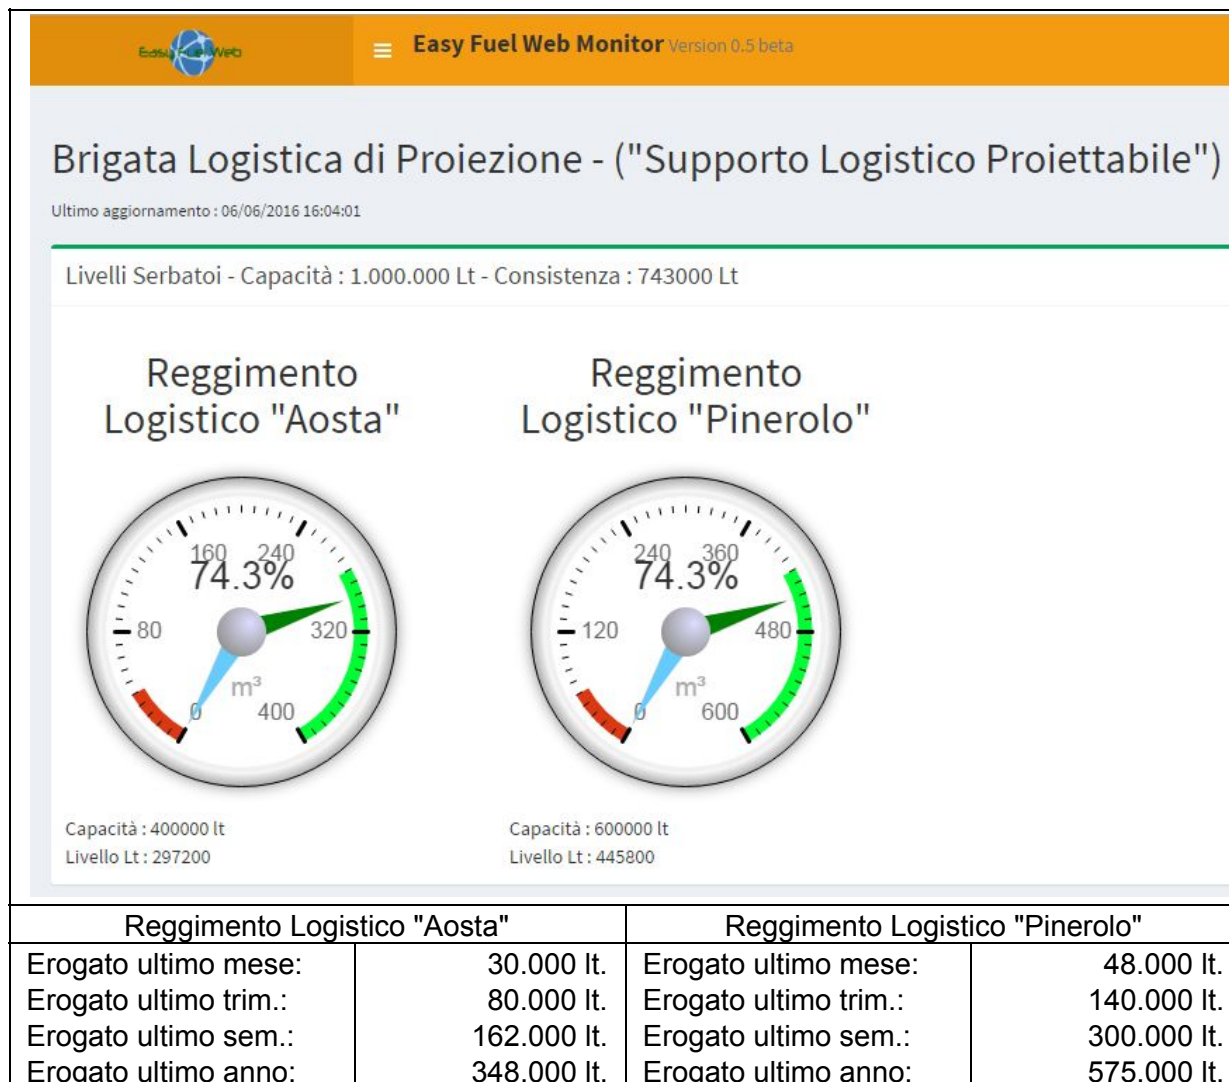 Easy Fuel Web
Easy Fuel Web Monitor Version 0.5 beta
Brigata Logistica di Proiezione - ("Supporto Logistico Proiettabile")
Ultimo aggiornamento : 06/06/2016 16:04:01
Livelli Serbatoi - Capacità : 1.000.000 Lt - Consistenza : 743000 Lt
Reggimento
Logistico "Aosta"
160 240
74.3%
80 320
m³
0 400
Capacità : 400000 lt
Livello Lt : 297200
Reggimento
Logistico "Pinerolo"
240 360
74.3%
120 480
m³
0 600
Capacità : 600000 lt
Livello Lt : 445800
Reggimento Logistico "Aosta" Reggimento Logistico "Pinerolo"
Erogato ultimo mese: 30.000 lt. Erogato ultimo mese: 48.000 lt.
Erogato ultimo trim.: 80.000 lt. Erogato ultimo trim.: 140.000 lt.
Erogato ultimo sem.: 162.000 lt. Erogato ultimo sem.: 300.000 lt.
Erogato ultimo anno: 348.000 lt. Erogato ultimo anno: 575.000 lt.